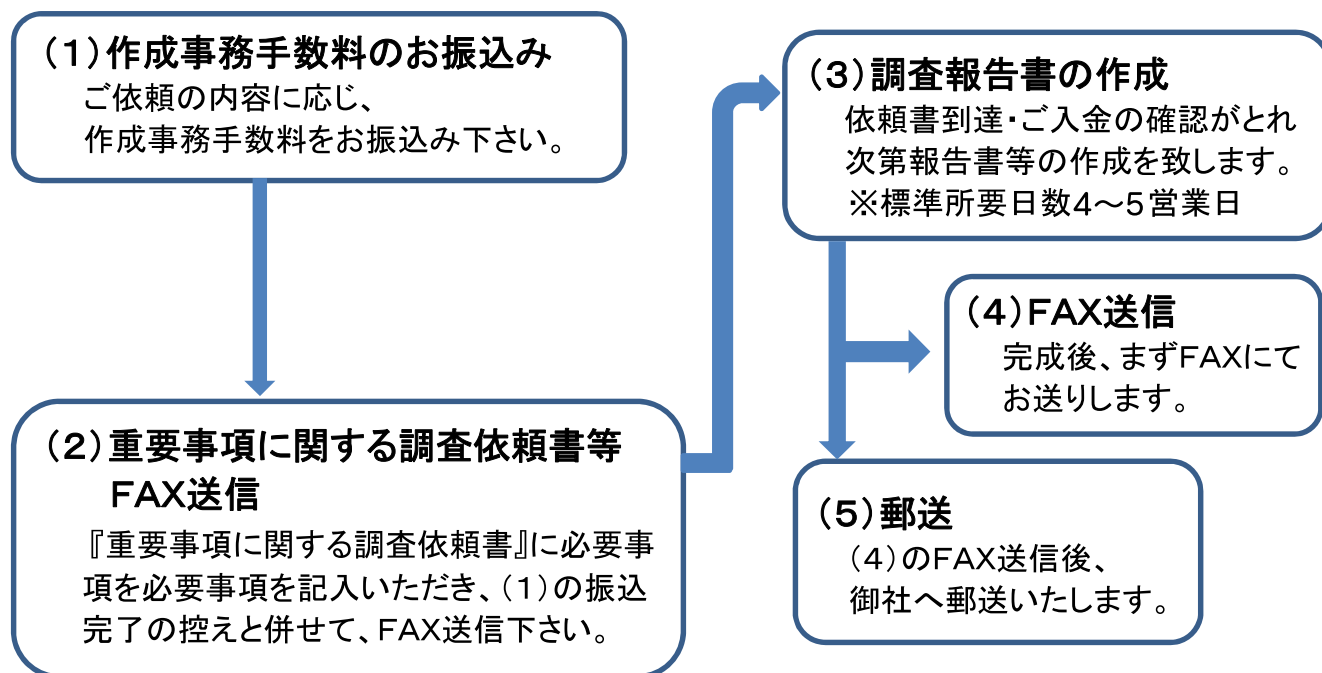 (1)作成事務手数料のお振込み
ご依頼の内容に応じ、
作成事務手数料をお振込み下さい。
(2)重要事項に関する調査依頼書等
FAX送信
『重要事項に関する調査依頼書』に必要事
項を必要事項を記入いただき、(1)の振込
完了の控えと併せて、FAX送信下さい。
(3)調査報告書の作成
依頼書到達・ご入金の確認がとれ
次第報告書等の作成を致します。
※標準所要日数4～5営業日
(4)FAX送信
完成後、まずFAXにて
お送りします。
(5)郵送
(4)のFAX送信後、
御社へ郵送いたします。